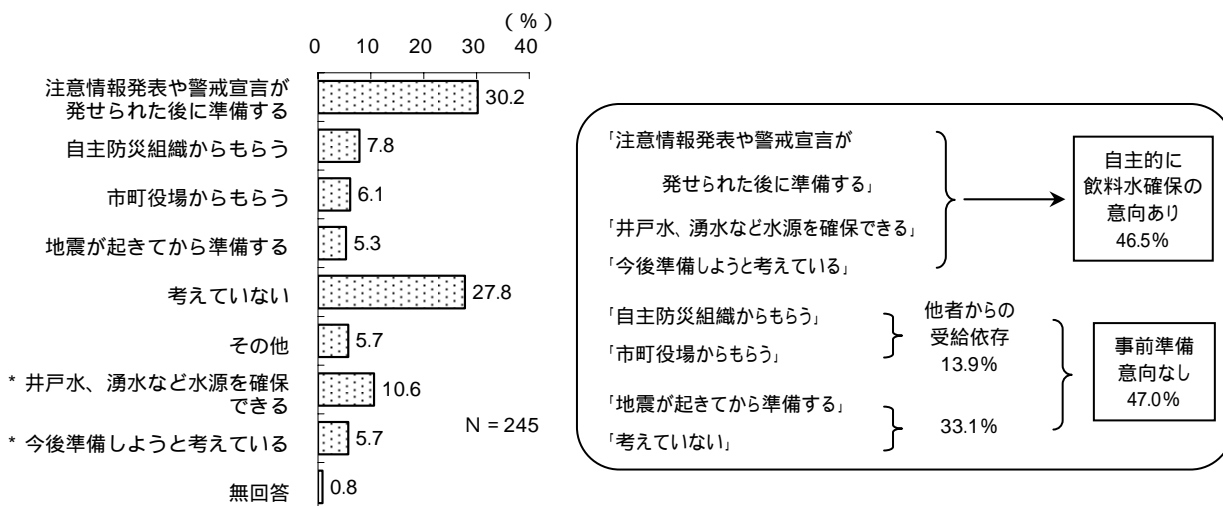 (%)
0 10 20 30 40
注意情報発表や警戒宣言が
発せられた後に準備する
30.2
自主防災組織からもらう
7.8
市町役場からもらう
6.1
地震が起きてから準備する
5.3
考えていない
27.8
その他
5.7
* 井戸水、湧水など水源を確保
できる
10.6
* 今後準備しようと考えている
5.7
無回答
0.8
N = 245
「注意情報発表や警戒宣言が
発せられた後に準備する」
「井戸水、湧水など水源を確保できる」
「今後準備しようと考えている」
自主的に
飲料水確保の
意向あり
46.5%
「自主防災組織からもらう」
「市町役場からもらう」
他者からの
受給依存
13.9%
「地震が起きてから準備する」
「考えていない」
33.1%
事前準備
意向なし
47.0%